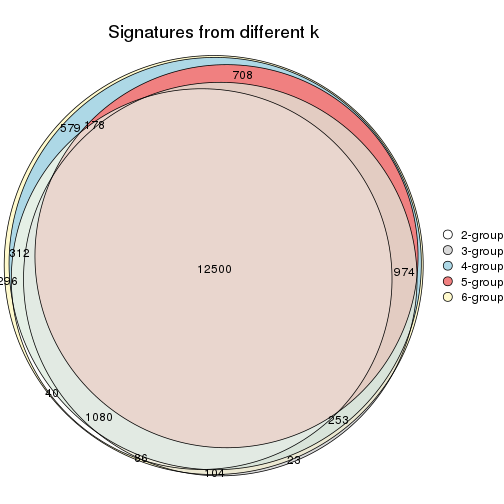 Signatures from different k
708
579
178
312
12500
974
296
40
1080
253
86
104
23
2-group
3-group
4-group
5-group
6-group